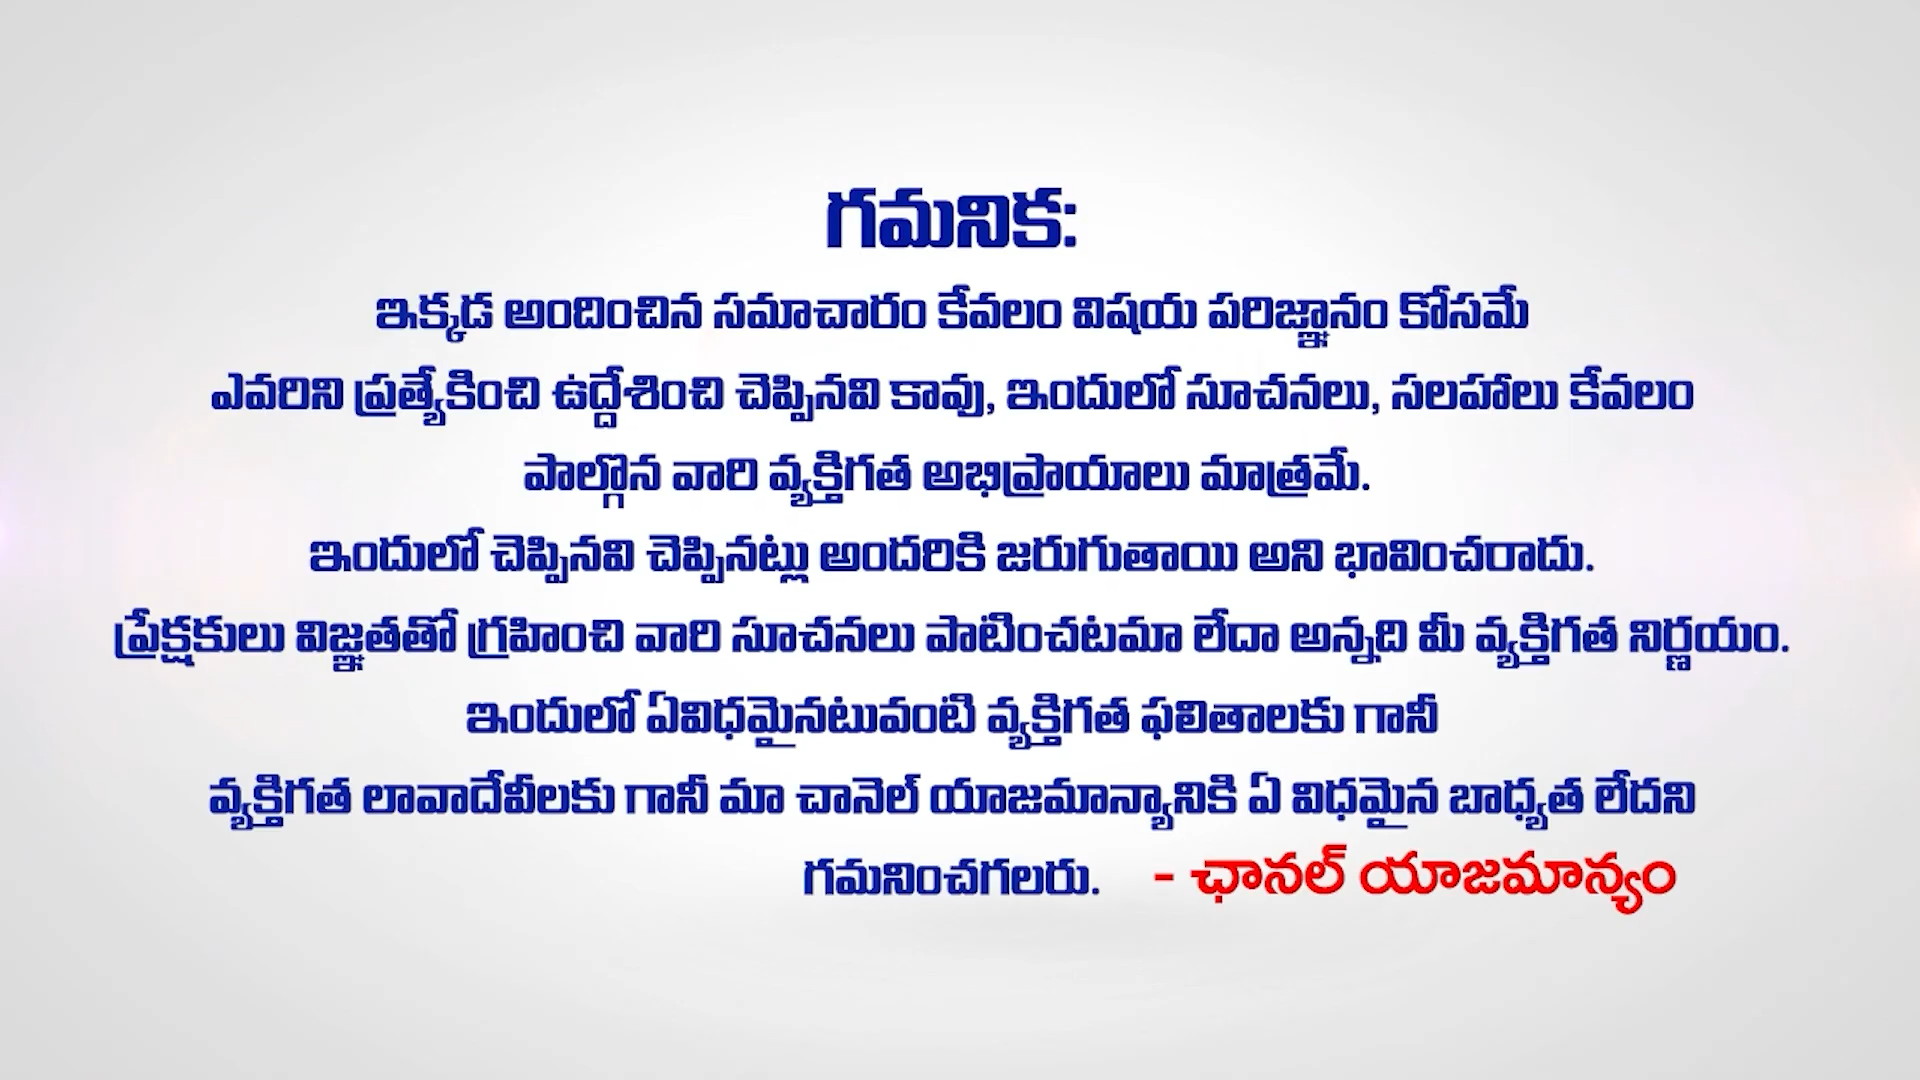 గమనిక:
ఇక్కడ అందించిన సమాచారం కేవలం విషయ పరిజ్ఞానం కోసమే
ఎవరిని ప్రత్యేకించి ఉద్దేశించి చెప్పినవి కావు, ఇందులో సూచనలు, సలహాలు కేవలం
పాల్గొన వారి వ్యక్తిగత అభిప్రాయాలు మాత్రమే.
ఇందులో చెప్పినవి చెప్పినట్లు అందరికి జరుగుతాయి అని భావించరాదు.
ప్రేక్షకులు విజ్ఞతతో గ్రహించి వారి సూచనలు పాటించటమా లేదా అన్నది మీ వ్యక్తిగత నిర్ణయం.
ఇందులో ఏవిధమైనటువంటి వ్యక్తిగత ఫలితాలకు గానీ
వ్యక్తిగత లావాదేవీలకు గానీ మా చానెల్ యాజమాన్యానికి ఏ విధమైన బాధ్యత లేదని
గమనించగలరు. - ఛానల్ యాజమాన్యం